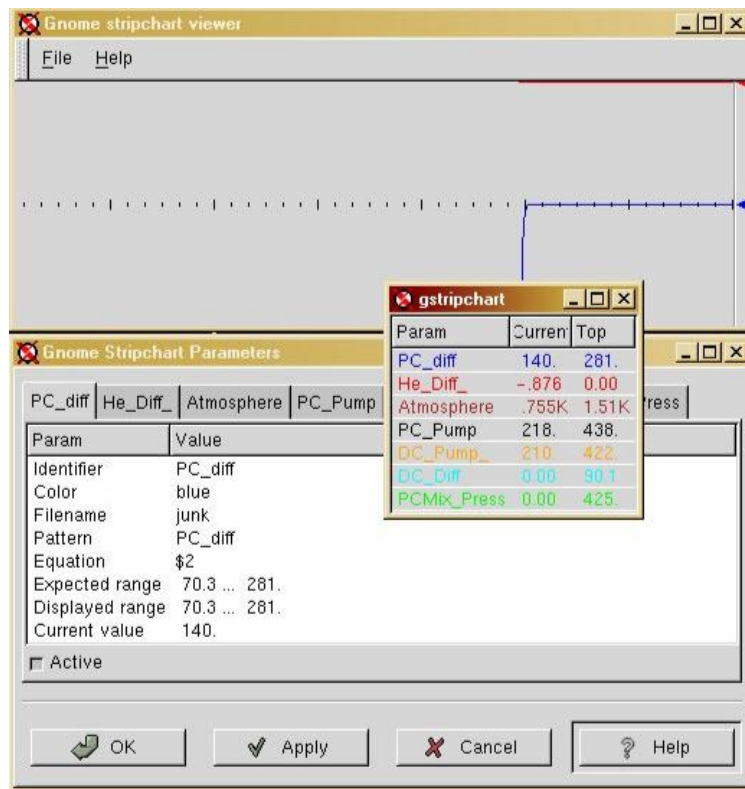 Gnome stripchart viewer
File Help
gstripchart
Param Curren Top
PC_diff 140. 281.
He_Diff_ -.876 0.00
Atmosphere .755K 1.51K
PC_Pump 218. 438.
DC_Pump_ 210. 422.
DC_Diff 0.00 90.1
PCMix_Press 0.00 425.
Gnome Stripchart Parameters
PC_diff He_Diff_ Atmosphere PC_Pump ress
Param Value
Identifier PC_diff
Color blue
Filename junk
Pattern PC_diff
Equation $2
Expected range 70.3 ... 281.
Displayed range 70.3 ... 281.
Current value 140.
Active
OK Apply Cancel Help